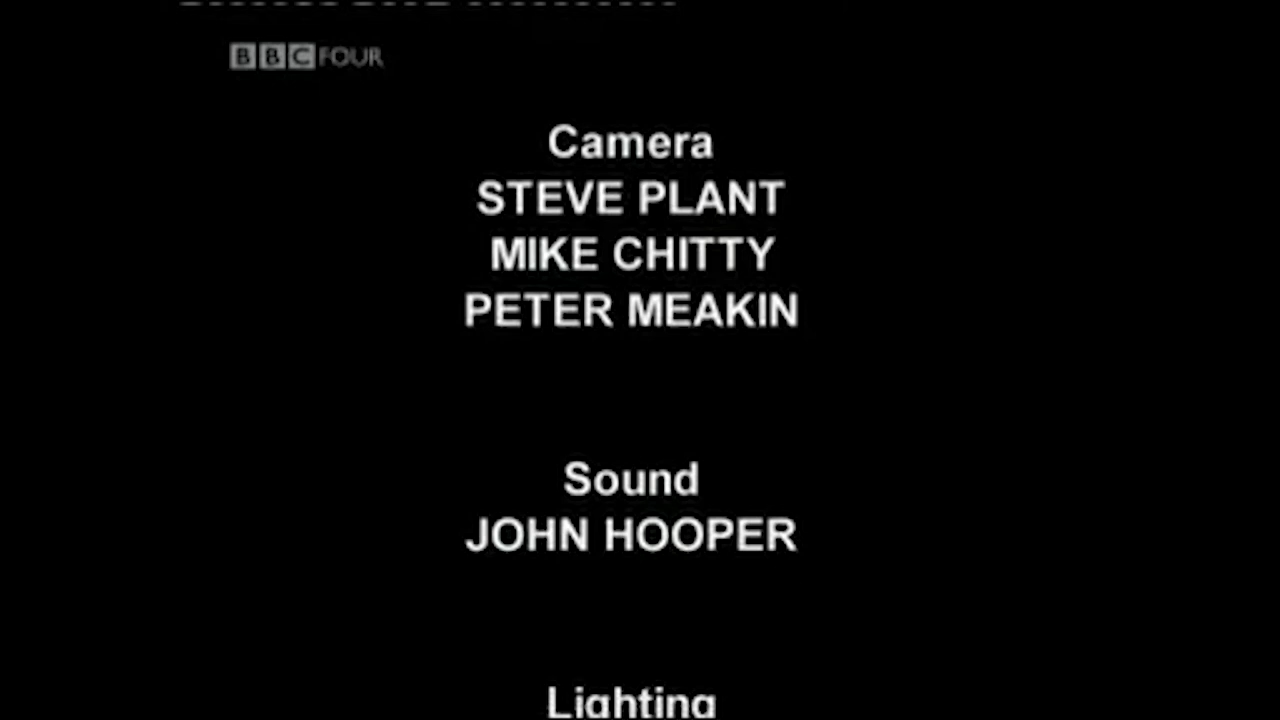 BBC FOUR
Camera
STEVE PLANT
MIKE CHITTY
PETER MEAKIN
Sound
JOHN HOOPER
Lighting